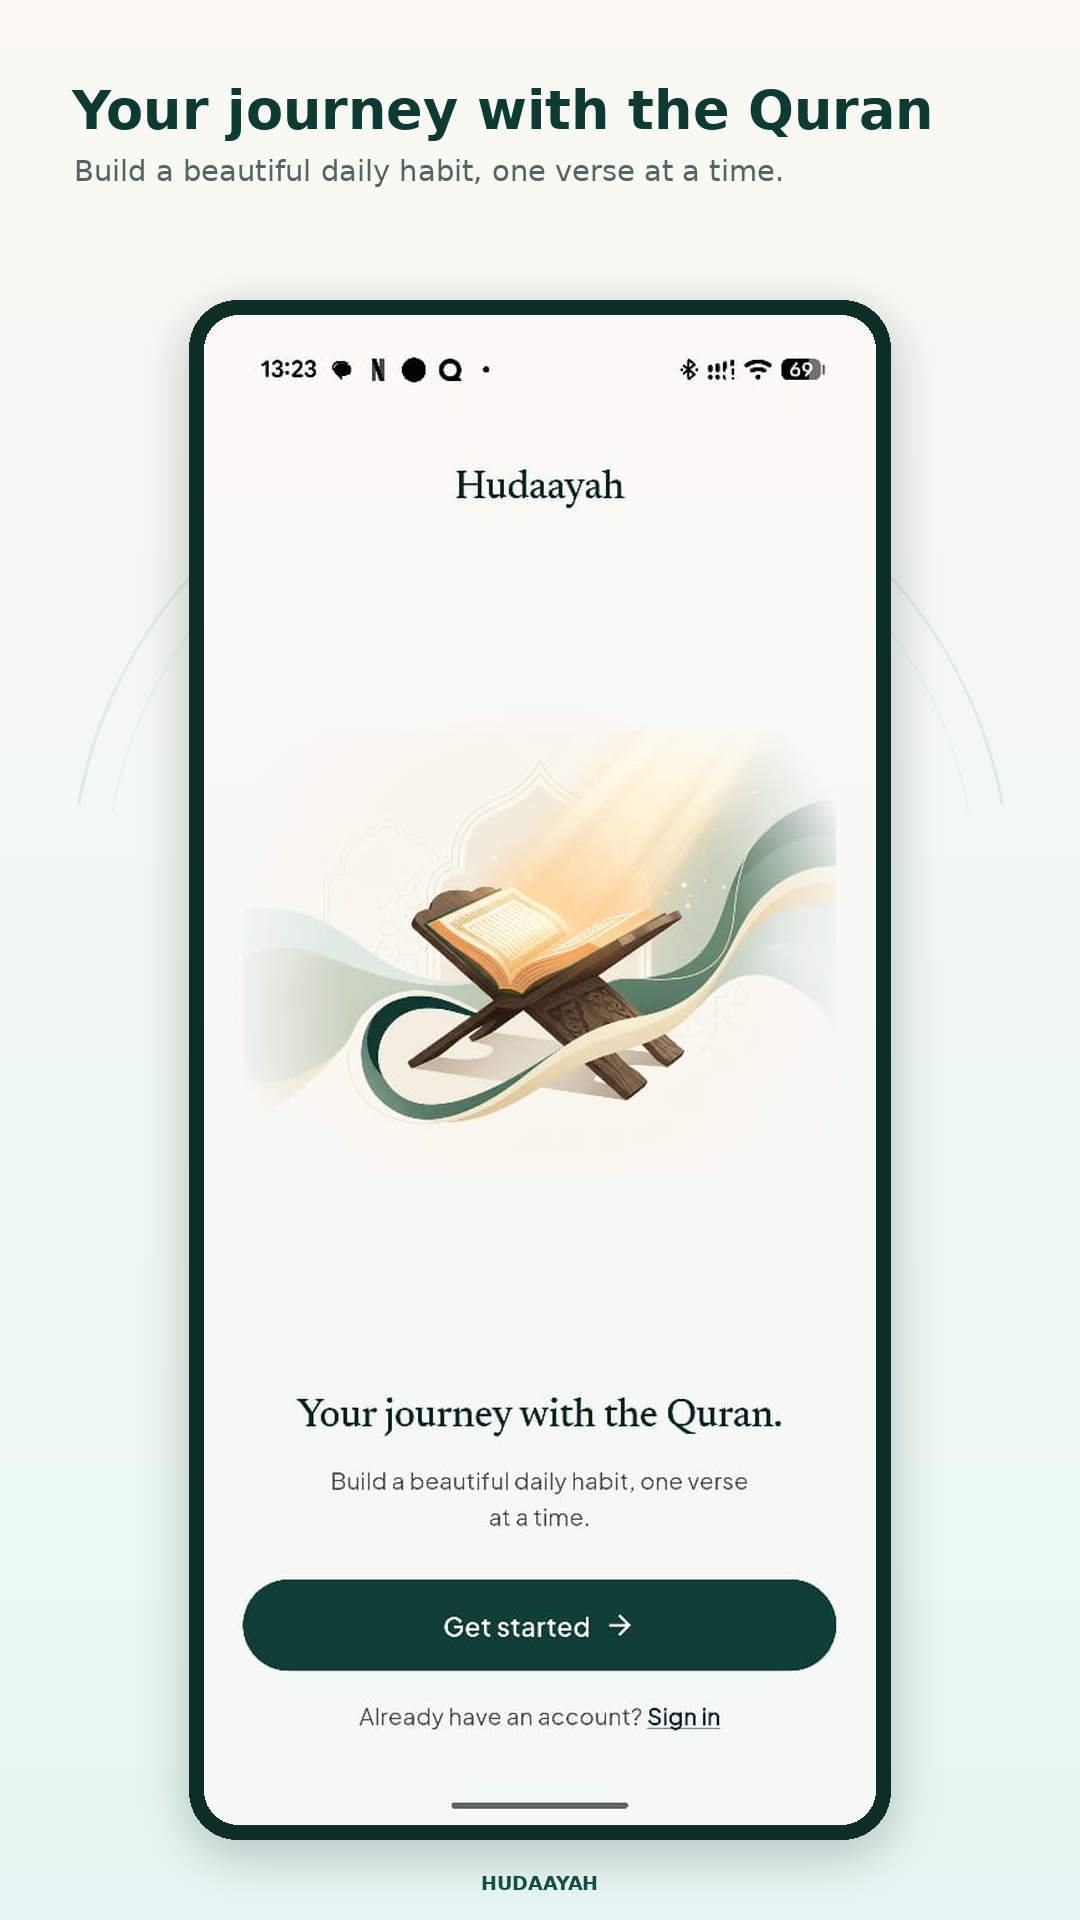 Your journey with the Quran
Build a beautiful daily habit, one verse at a time.
13:23
69
Hudaayah
Your journey with the Quran.
Build a beautiful daily habit, one verse
at a time.
Get started →
Already have an account? Sign in
HUDAAYAH